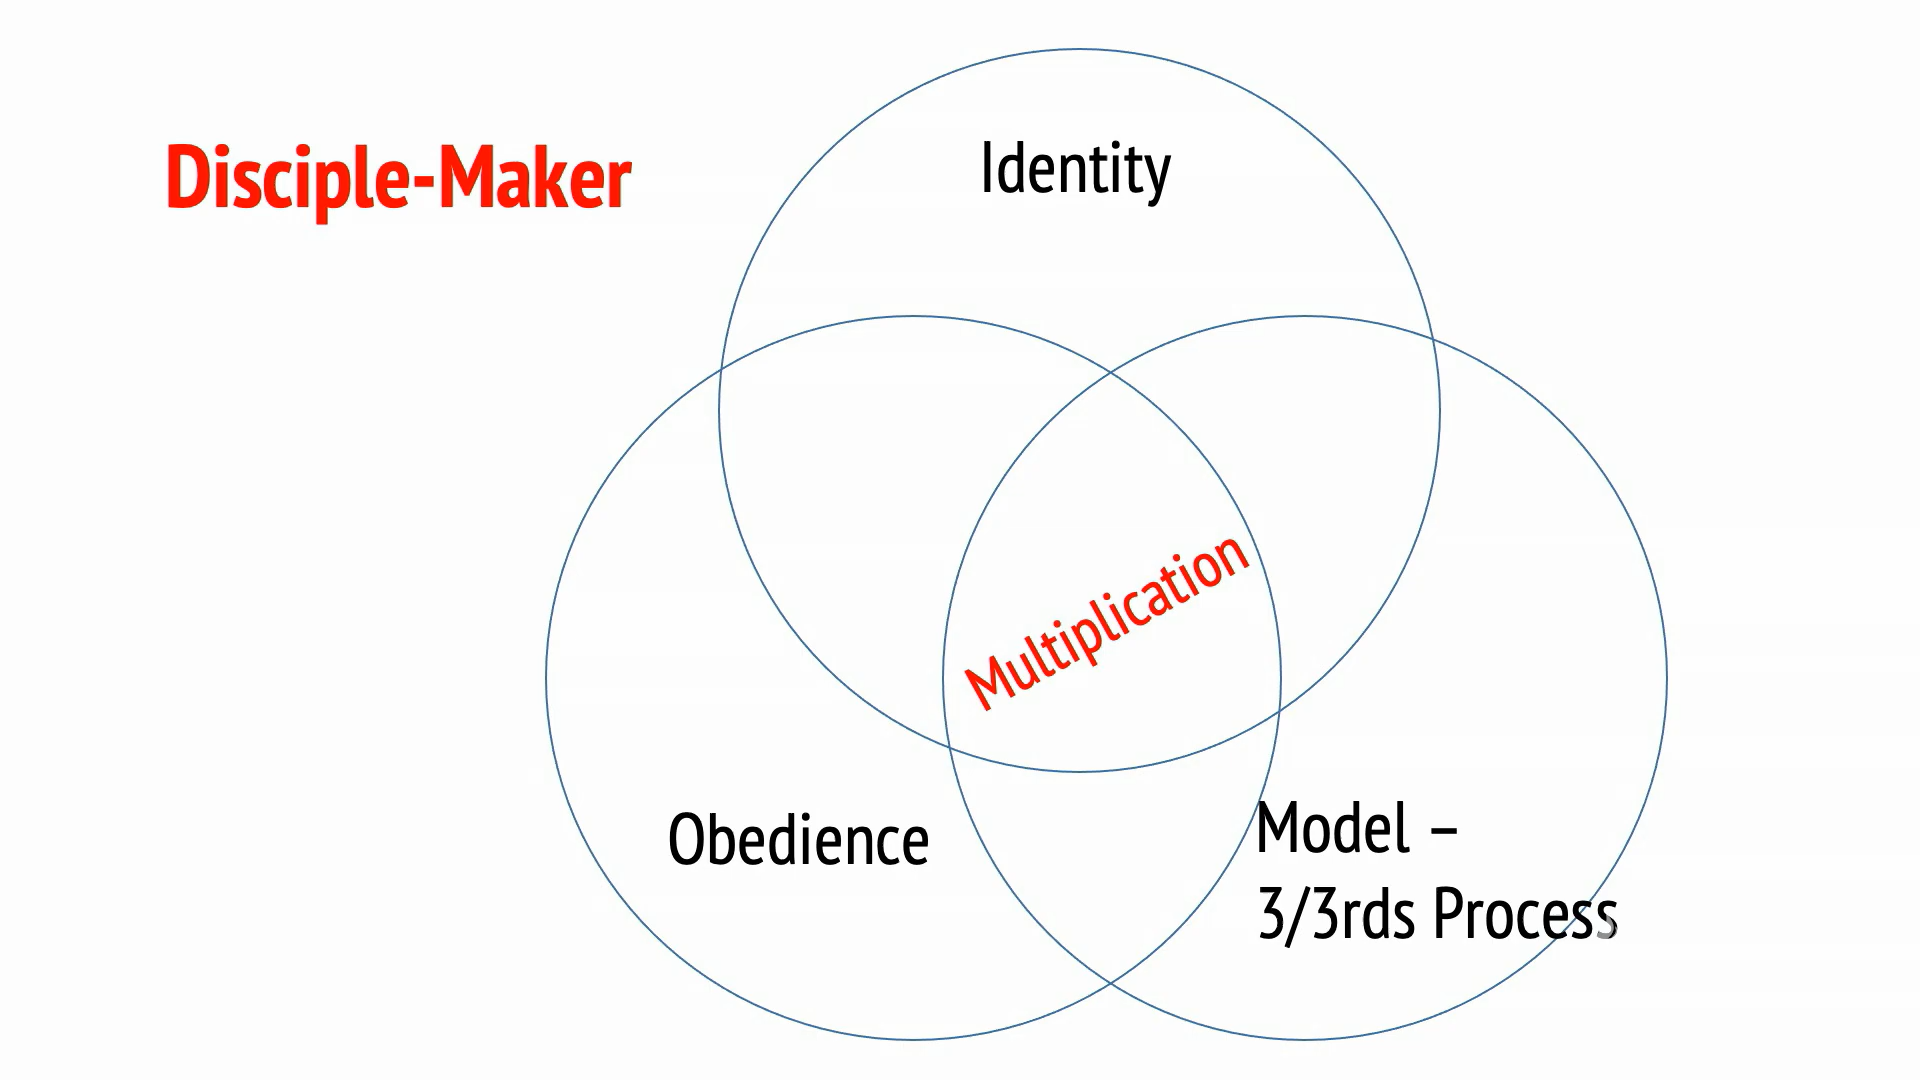 Disciple-Maker
Identity
Multiplication
Obedience
Model –
3/3rds Process